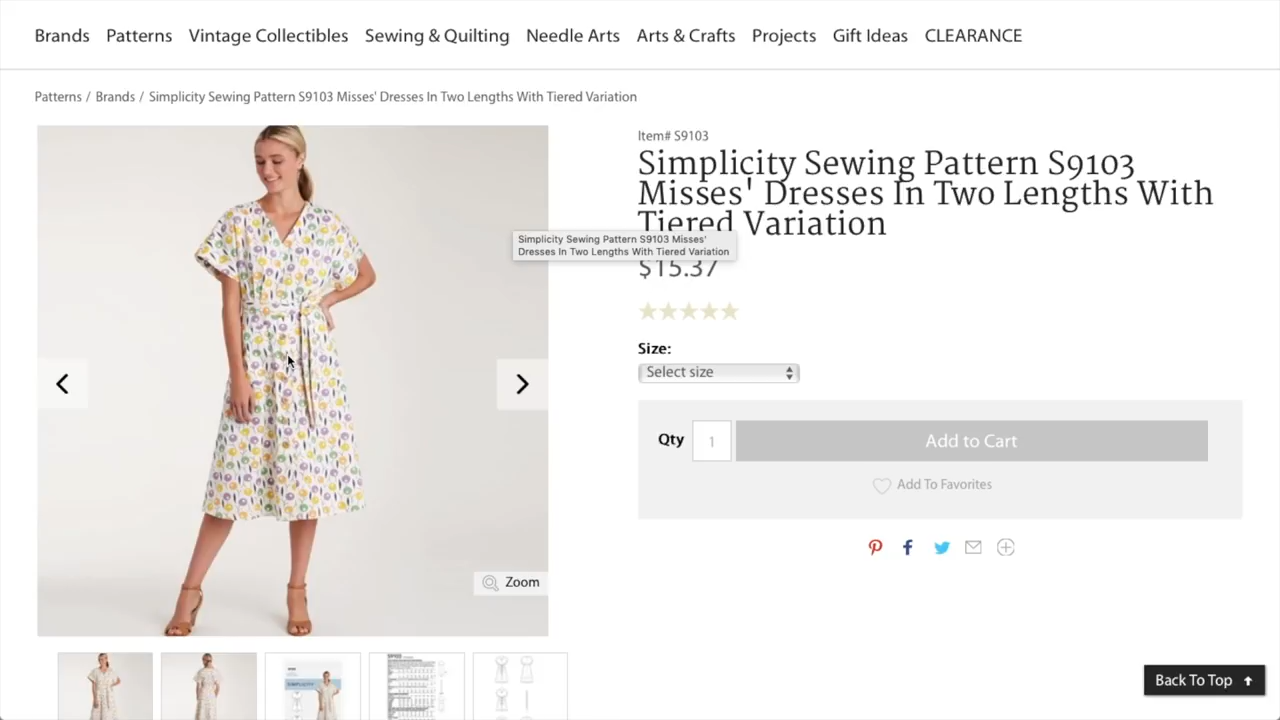 Brands Patterns Vintage Collectibles Sewing & Quilting Needle Arts Arts & Crafts Projects Gift Ideas CLEARANCE
Patterns / Brands / Simplicity Sewing Pattern S9103 Misses' Dresses In Two Lengths With Tiered Variation
Item# S9103
Simplicity Sewing Pattern S9103
Misses' Dresses In Two Lengths With
Tiered Variation
Simplicity Sewing Pattern S9103 Misses'
Dresses In Two Lengths With Tiered Variation
$15.37
Size:
Select size
Qty 1 Add to Cart
Add To Favorites
Zoom
Back To Top